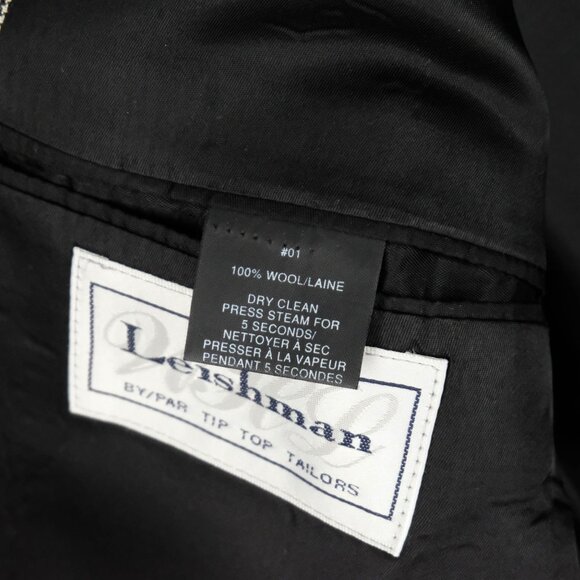 #01
100% WOOL/LAINE
DRY CLEAN
PRESS STEAM FOR
5 SECONDS/
NETTOYER À SEC
PRESSER À LA VAPEUR
PENDANT 5 SECONDES
Leishman
BY/PAR TIP TOP TAILORS